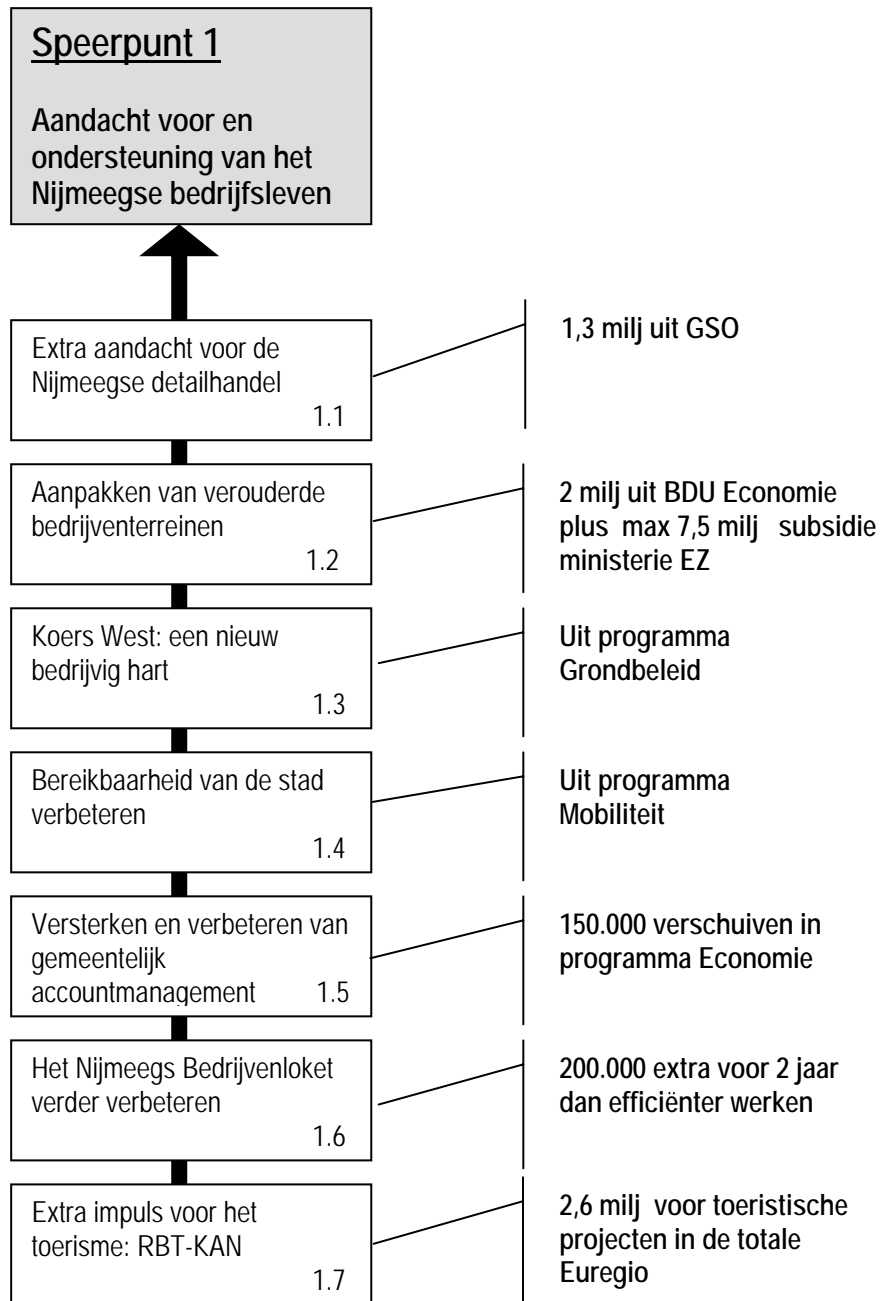 Speerpunt 1
Aandacht voor en
ondersteuning van het
Nijmeegse bedrijfsleven
Extra aandacht voor de
Nijmeegse detailhandel
1.1
1,3 milj uit GSO
Aanpakken van verouderde
bedrijventerreinen
1.2
2 milj uit BDU Economie
plus max 7,5 milj subsidie
ministerie EZ
Koers West: een nieuw
bedrijvig hart
1.3
Uit programma
Grondbeleid
Bereikbaarheid van de stad
verbeteren
1.4
Uit programma
Mobiliteit
Versterken en verbeteren van
gemeentelijk
accountmanagement 1.5
150.000 verschuiven in
programma Economie
Het Nijmeegs Bedrijvenloket
verder verbeteren
1.6
200.000 extra voor 2 jaar
dan efficiënter werken
Extra impuls voor het
toerisme: RBT-KAN
1.7
2,6 milj voor toeristische
projecten in de totale
Euregio